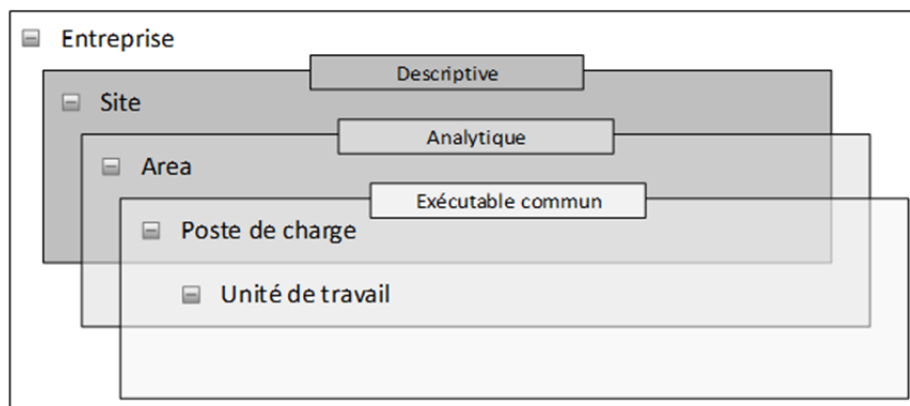 Entreprise
Descriptive
Site
Analytique
Area
Exécutable commun
Poste de charge
Unité de travail